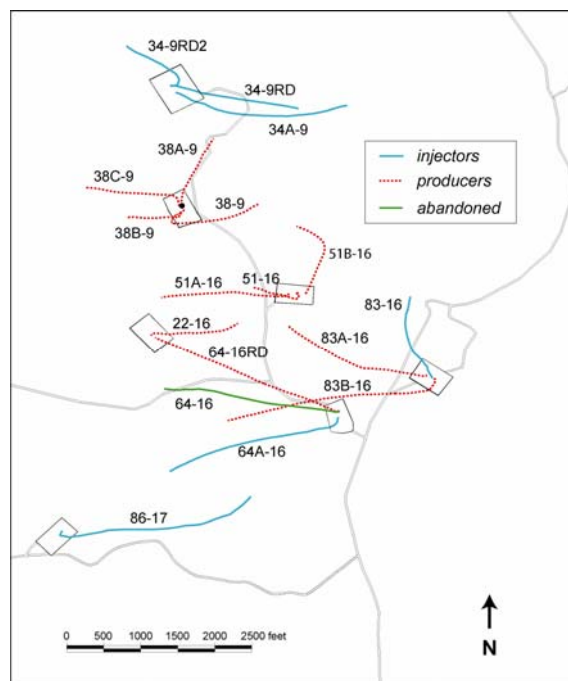 34-9RD2
34-9RD
34A-9
38A-9
38C-9
38-9
38B-9
injectors
producers
abandoned
51B-16
51-16
51A-16
83-16
22-16
83A-16
64-16RD
83B-16
64-16
64A-16
86-17
0 500 1000 1500 2000 2500 feet
N